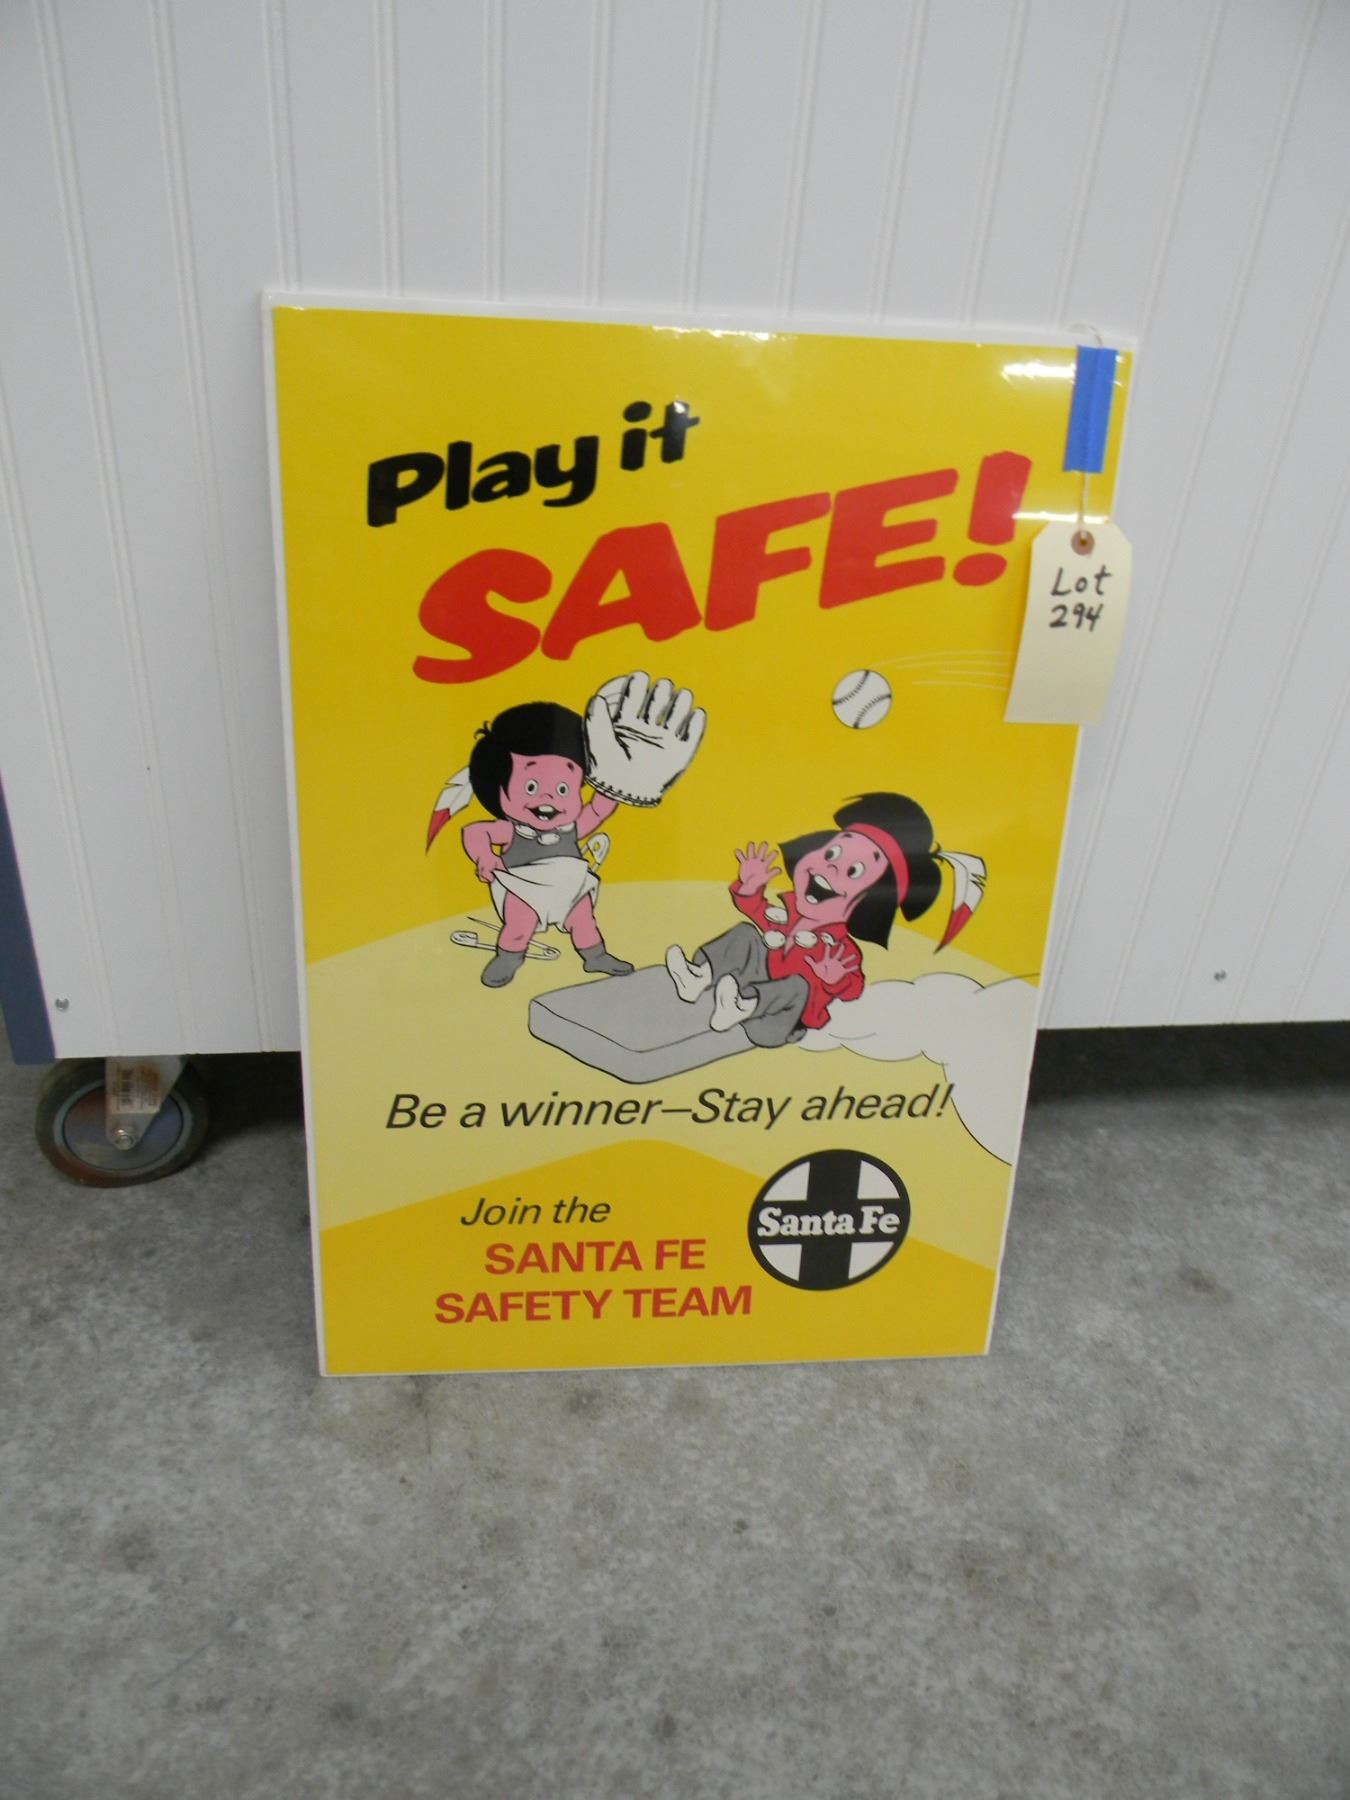 Play it
SAFE!
Lot
294
Be a winner—Stay ahead!
Join the
SANTA FE
SAFETY TEAM
Santa Fe